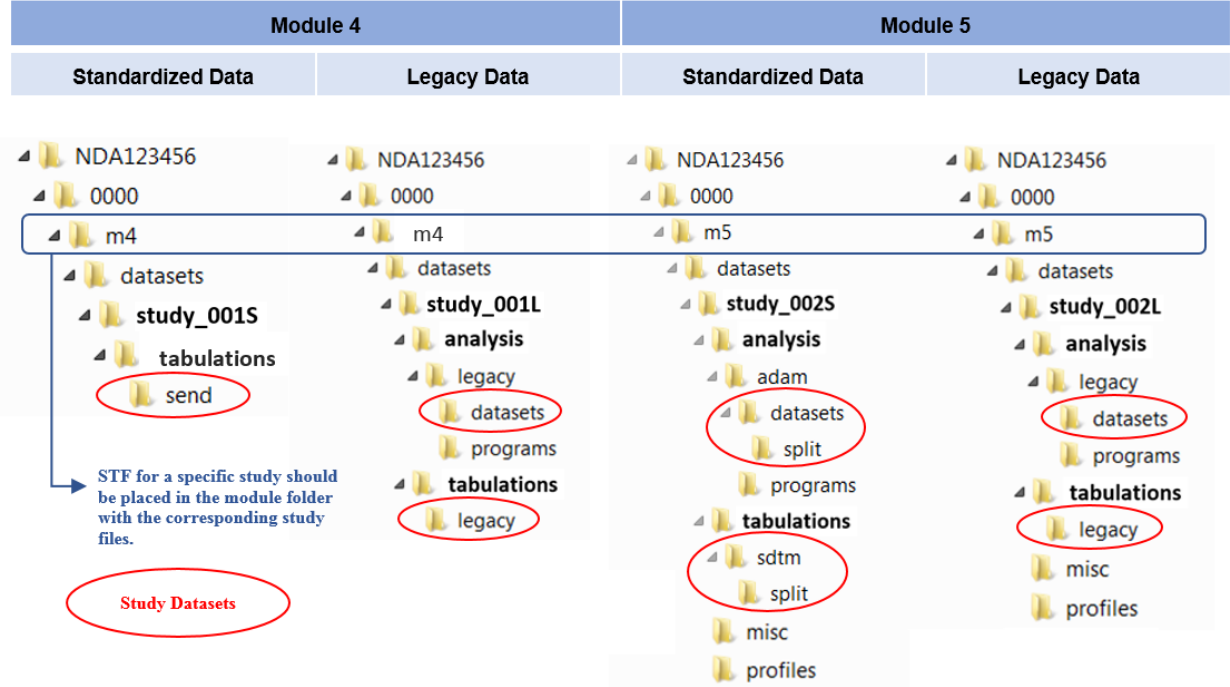 Module 4
Module 5
Standardized Data
Legacy Data
Standardized Data
Legacy Data
NDA123456
0000
m4
datasets
study_001S
tabulations
send
STF for a specific study should
be placed in the module folder
with the corresponding study
files.
Study Datasets
NDA123456
0000
m4
datasets
study_001L
analysis
legacy
datasets
programs
tabulations
legacy
NDA123456
0000
m5
datasets
study_002S
analysis
adam
datasets
split
programs
tabulations
sdtm
split
misc
profiles
NDA123456
0000
m5
datasets
study_002L
analysis
legacy
datasets
programs
tabulations
legacy
misc
profiles